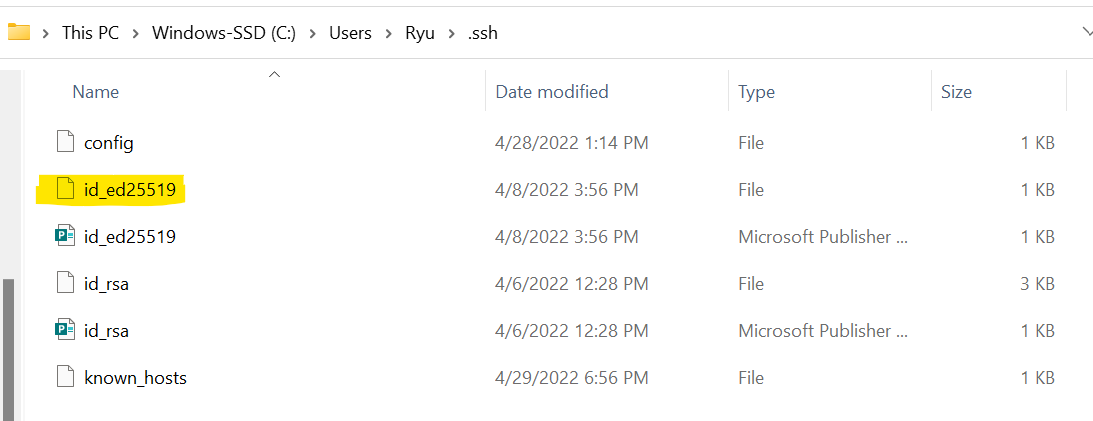 This PC > Windows-SSD (C:) > Users > Ryu > .ssh
Name Date modified Type Size
config 4/28/2022 1:14 PM File 1 KB
id_ed25519 4/8/2022 3:56 PM File 1 KB
id_ed25519 4/8/2022 3:56 PM Microsoft Publisher ... 1 KB
id_rsa 4/6/2022 12:28 PM File 3 KB
id_rsa 4/6/2022 12:28 PM Microsoft Publisher ... 1 KB
known_hosts 4/29/2022 6:56 PM File 1 KB